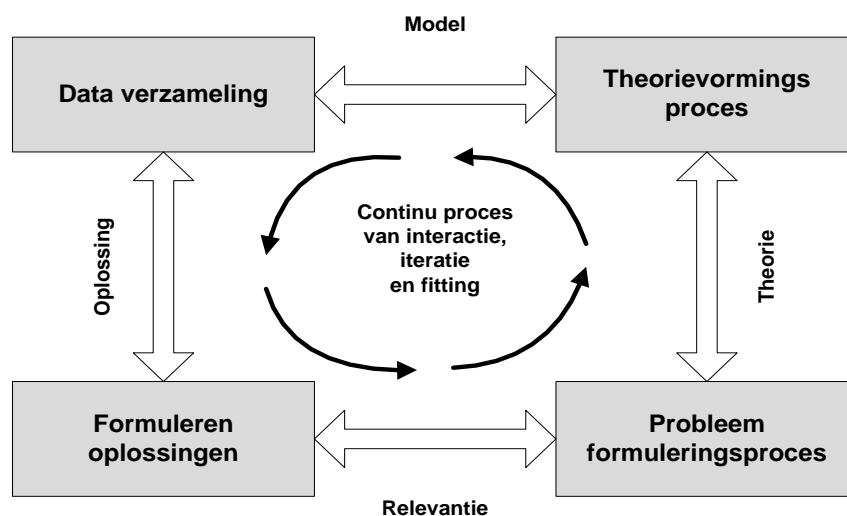 Model
Data verzameling
Theorievormings
proces
Continu proces
van interactie,
iteratie
en fitting
Oplossing
Theorie
Formuleren
oplossingen
Probleem
formuleringsproces
Relevantie